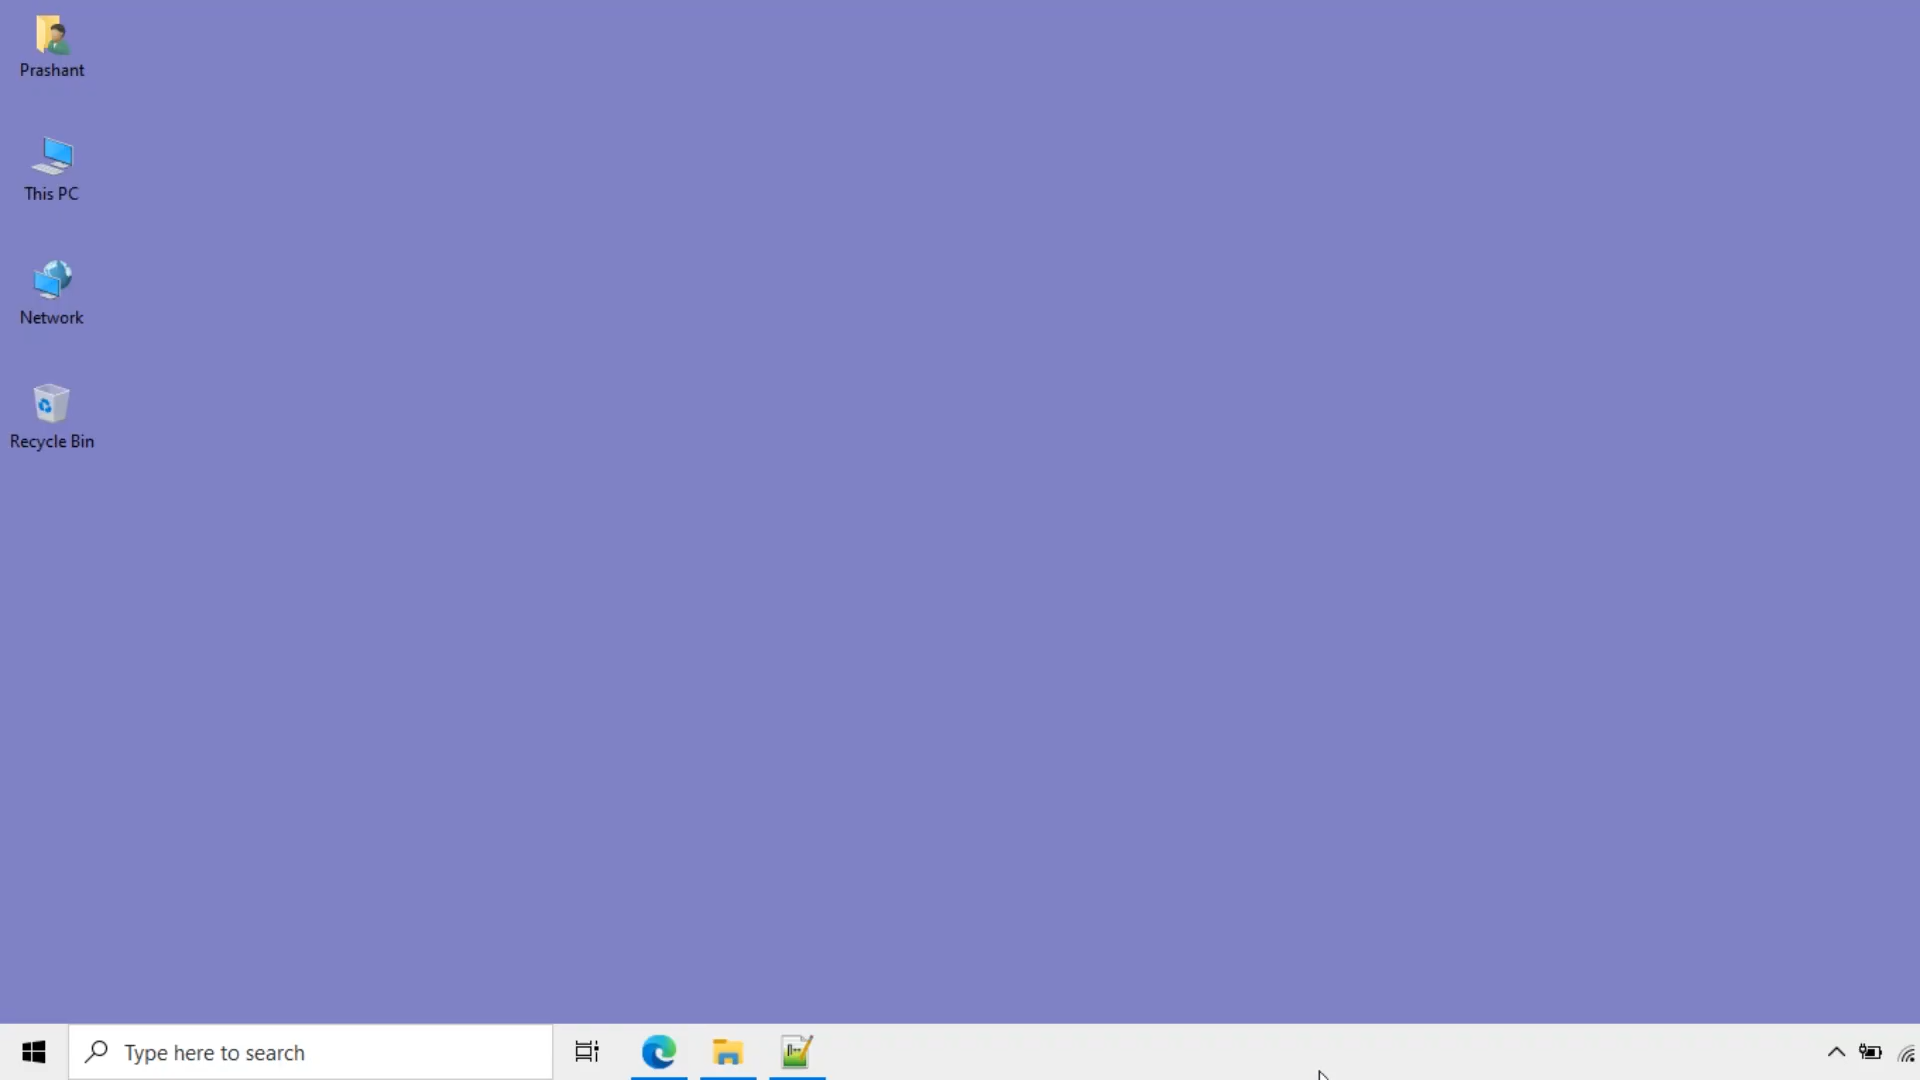 Prashant
This PC
Network
Recycle Bin
Type here to search